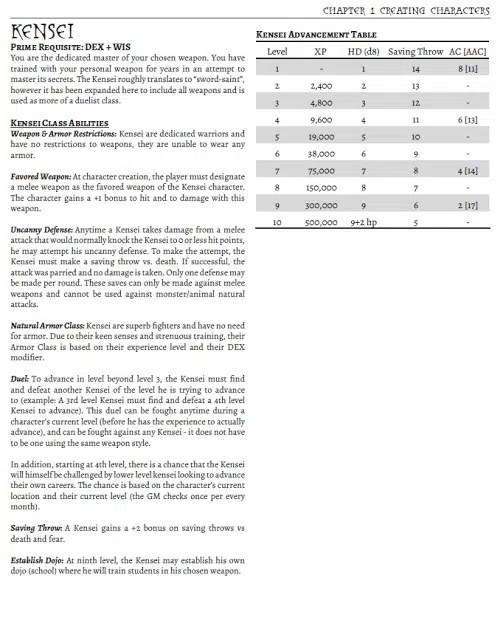 CHAPTER 1 CREATING CHARACTERS
KENSEI
Prime Requisite: DEX + WIS
You are the dedicated master of your chosen weapon. You have
trained with your personal weapon for years in an attempt to
master its secrets. The Kensei roughly translates to "sword-saint",
however it has been expanded here to include all weapons and is
used as more of a duelist class.
Kensei Class Abilities
Weapon & Armor Restrictions: Kensei are dedicated warriors and
have no restrictions to weapons, they are unable to wear any
armor.
Favored Weapon: At character creation, the player must designate
a melee weapon as the favored weapon of the Kensei character.
The character gains a +1 bonus to hit and to damage with this
weapon.
Uncanny Defense: Anytime a Kensei takes damage from a melee
attack that would normally knock the Kensei to 0 or less hit points,
he may attempt his uncanny defense. To make the attempt, the
Kensei must make a saving throw vs. death. If successful, the
attack was parried and no damage is taken. Only one defense may
be made per round. These saves can only be made against melee
weapons and cannot be used against monster/animal natural
attacks.
Natural Armor Class: Kensei are superb fighters and have no need
for armor. Due to their keen senses and strenuous training, their
Armor Class is based on their experience level and their DEX
modifier.
Duel: To advance in level beyond level 3, the Kensei must find
and defeat another Kensei of the level he is trying to advance
to (example: A 3rd level Kensei must find and defeat a 4th level
Kensei to advance). This duel can be fought anytime during a
character's current level (before he has the experience to actually
advance), and can be fought against any Kensei - it does not have
to be one using the same weapon style.
In addition, starting at 4th level, there is a chance that the Kensei
will himself be challenged by lower level kensei looking to advance
their own careers. The chance is based on the character's current
location and their current level (the GM checks once per every
month).
Saving Throw: A Kensei gains a +2 bonus on saving throws vs
death and fear.
Establish Dojo: At ninth level, the Kensei may establish his own
dojo (school) where he will train students in his chosen weapon.
Kensei Advancement Table
Level XP HD (d8) Saving Throw AC [AAC]
1 - 1 14 8 [11]
2 2,400 2 13 -
3 4,800 3 12 -
4 9,600 4 11 6 [13]
5 19,000 5 10 -
6 38,000 6 9 -
7 75,000 7 8 4 [14]
8 150,000 8 7 -
9 300,000 9 6 2 [17]
10 500,000 9+2 hp 5 -